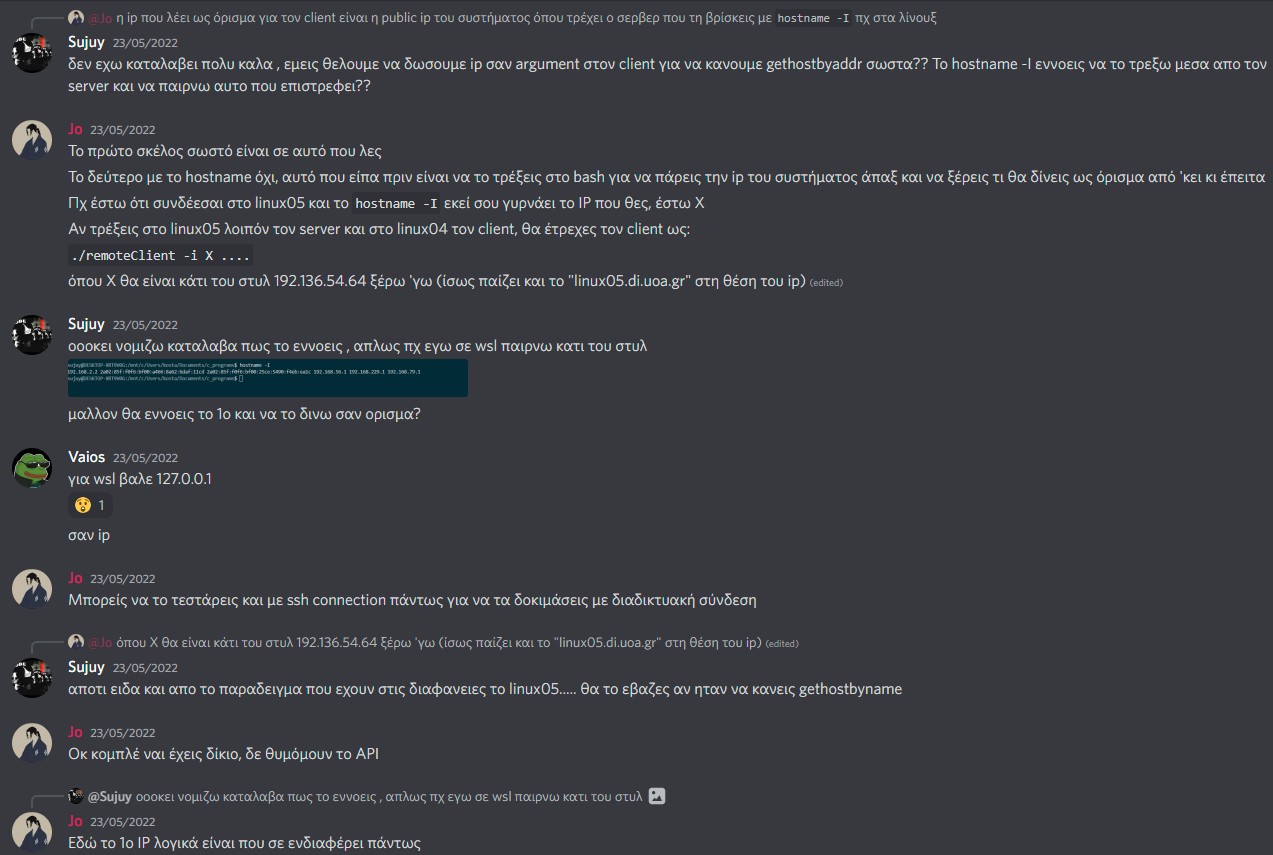 @Jo η ip που λέει ως όρισμα για τον client είναι η public ip του συστήματος όπου τρέχει ο σερβερ που τη βρίσκεις με hostname -I πχ στα λίνουξ
Sujuy 23/05/2022
δεν εχω καταλαβει πολυ καλα , εμεις θελουμε να δωσουμε ip σαν argument στον client για να κανουμε gethostbyaddr σωστα?? Το hostname -I εννοεις να το τρεξω μεσα απο τον
server και να παιρνω αυτο που επιστρεφει??
Jo 23/05/2022
Το πρώτο σκέλος σωστό είναι σε αυτό που λες
Το δεύτερο με το hostname όχι, αυτό που είπα πριν είναι να το τρέξεις στο bash για να πάρεις την ip του συστήματος άπαξ και να ξέρεις τι θα δίνεις ως όρισμα από 'κει κι έπειτα
Πχ έστω ότι συνδέεσαι στο linux05 και το hostname -I εκεί σου γυρνάει το IP που θες, έστω X
Αν τρέξεις στο linux05 λοιπόν τον server και στο linux04 τον client, θα έτρεχες τον client ως:
./remoteClient -i X ....
όπου X θα είναι κάτι του στυλ 192.136.54.64 ξέρω 'γω (ίσως παίζει και το "linux05.di.uoa.gr" στη θέση του ip) (edited)
Sujuy 23/05/2022
οοοκει νομιζω καταλαβα πως το εννοεις , απλως πχ εγω σε wsl παιρνω κατι του στυλ
μαλλον θα εννοεις το 1ο και να το δινω σαν ορισμα?
Vaios 23/05/2022
για wsl βαλε 127.0.0.1
1
σαν ip
Jo 23/05/2022
Μπορείς να το τεστάρεις και με ssh connection πάντως για να τα δοκιμάσεις με διαδικτυακή σύνδεση
@Jo όπου X θα είναι κάτι του στυλ 192.136.54.64 ξέρω 'γω (ίσως παίζει και το "linux05.di.uoa.gr" στη θέση του ip) (edited)
Sujuy 23/05/2022
αποτι ειδα και απο το παραδειγμα που εχουν στις διαφανειες το linux05..... θα το εβαζες αν ηταν να κανεις gethostbyname
Jo 23/05/2022
Οκ κομπλέ ναι έχεις δίκιο, δε θυμόμουν το API
@Sujuy οοοκει νομιζω καταλαβα πως το εννοεις , απλως πχ εγω σε wsl παιρνω κατι του στυλ
Jo 23/05/2022
Εδώ το 1ο IP λογικά είναι που σε ενδιαφέρει πάντως